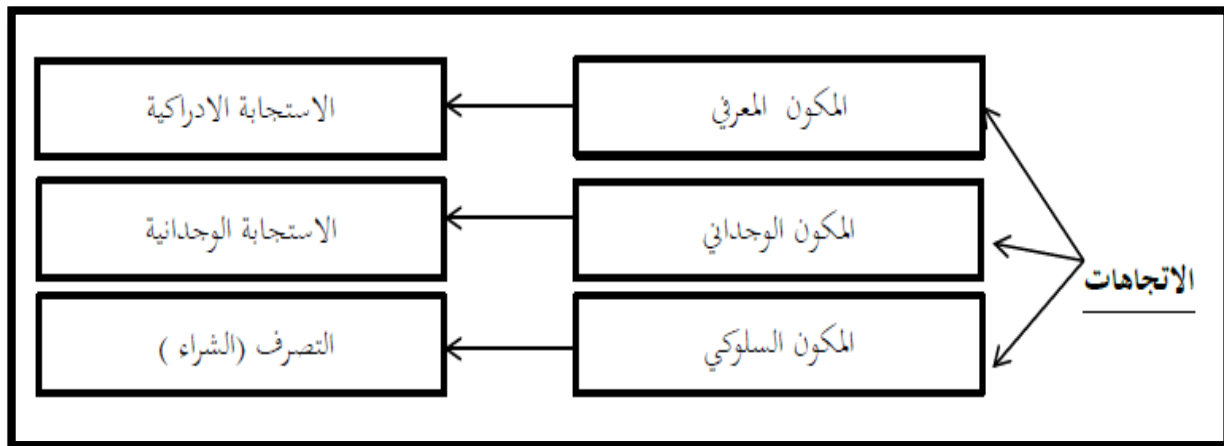 الاتجاهات
المكون المعرفي
الاستجابة الادراكية
المكون الوجداني
الاستجابة الوجدانية
المكون السلوكي
التصرف (الشراء )